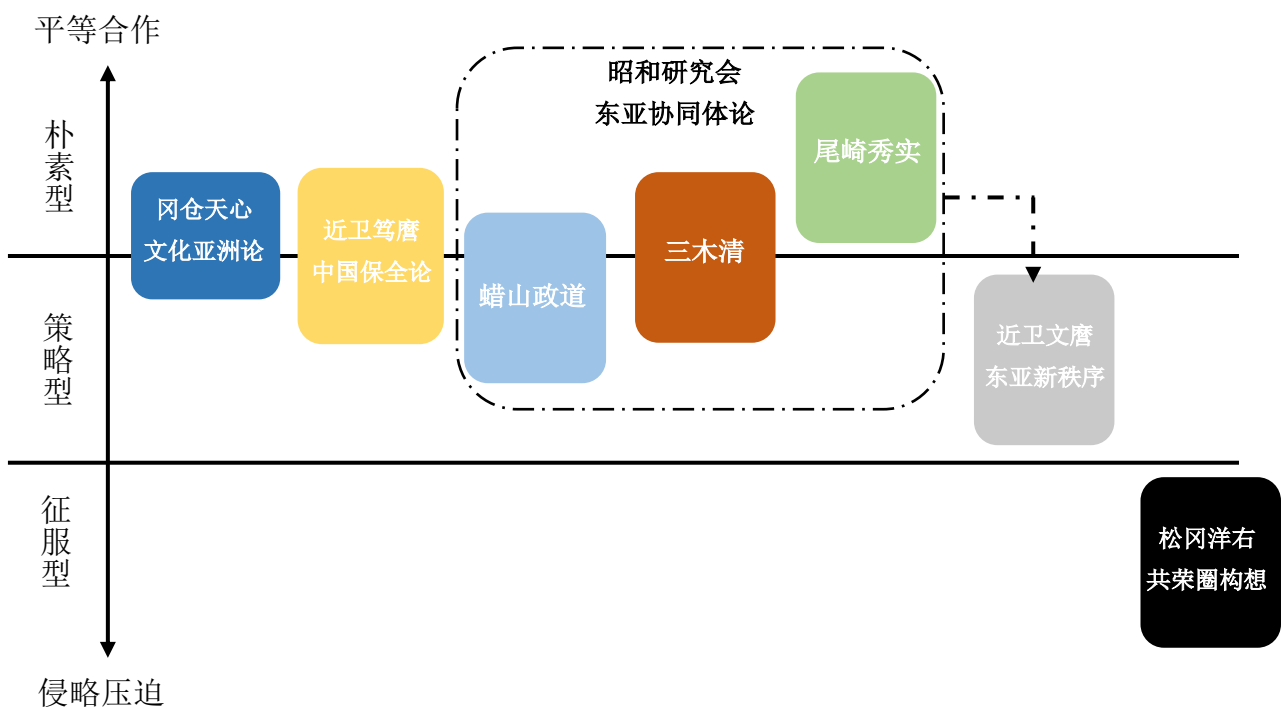 平等合作
朴素型
策略型
征服型
侵略压迫
冈仓天心
文化亚洲论
近卫笃麿
中国保全论
昭和研究会
东亚协同体论
蜡山政道
三木清
尾崎秀实
近卫文麿
东亚新秩序
松冈洋右
共荣圈构想